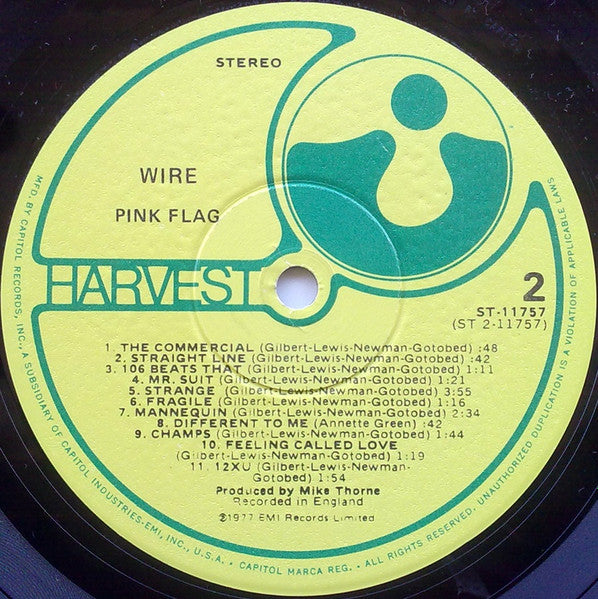 STEREO
WIRE
PINK FLAG
HARVEST
2
ST-11757
(ST 2-11757)
1. THE COMMERCIAL (Gilbert-Lewis-Newman-Gotobed) :48
2. STRAIGHT LINE (Gilbert-Lewis-Newman-Gotobed) :42
3. 106 BEATS THAT (Gilbert-Lewis-Newman-Gotobed) 1:11
4. MR. SUIT (Gilbert-Lewis-Newman-Gotobed) 1:21
5. STRANGE (Gilbert-Lewis-Newman-Gotobed) 3:55
6. FRAGILE (Gilbert-Lewis-Newman-Gotobed) 1:16
7. MANNEQUIN (Gilbert-Lewis-Newman-Gotobed) 2:34
8. DIFFERENT TO ME (Annette Green) :42
9. CHAMPS (Gilbert-Lewis-Newman-Gotobed) 1:44
10. FEELING CALLED LOVE
(Gilbert-Lewis-Newman-Gotobed) 1:19
11. 12XU (Gilbert-Lewis-Newman-
Gotobed) 1:54
Produced by Mike Thorne
Recorded in England
℗1977 EMI Records Limited
MFD. BY CAPITOL RECORDS, INC., A SUBSIDIARY OF CAPITOL INDUSTRIES-EMI, INC., U.S.A. • CAPITOL MARCA REG. • ALL RIGHTS RESERVED. UNAUTHORIZED DUPLICATION IS A VIOLATION OF APPLICABLE LAWS